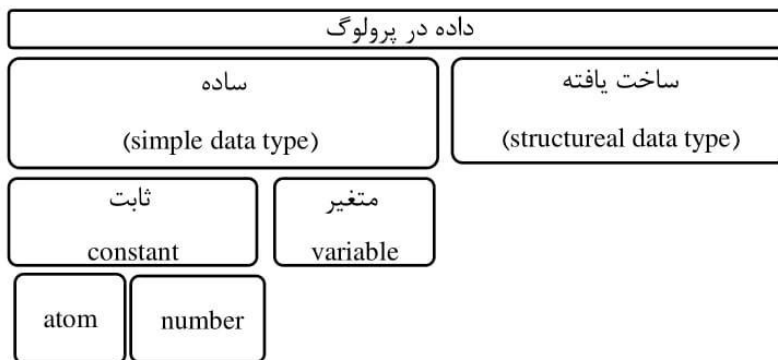 داده در پرولوگ
ساخت یافته
(structureal data type)
ساده
(simple data type)
متغیر
variable
ثابت
constant
number
atom